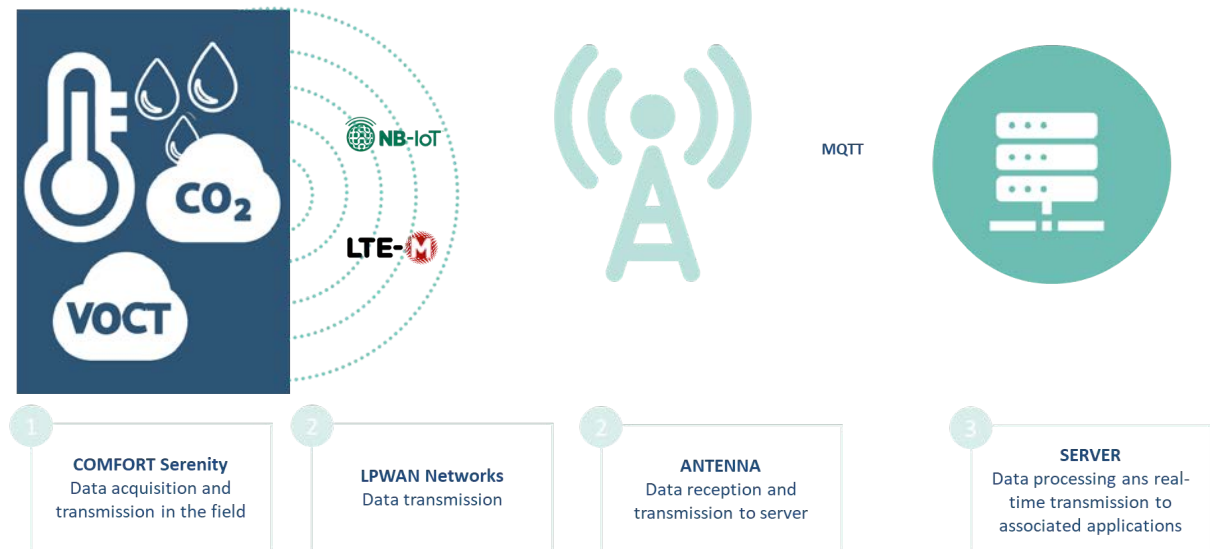 CO2
VOCT
NB-IoT
LTE-M
MQTT
1
COMFORT Serenity
Data acquisition and
transmission in the field
2
LPWAN Networks
Data transmission
2
ANTENNA
Data reception and
transmission to server
3
SERVER
Data processing ans real-
time transmission to
associated applications